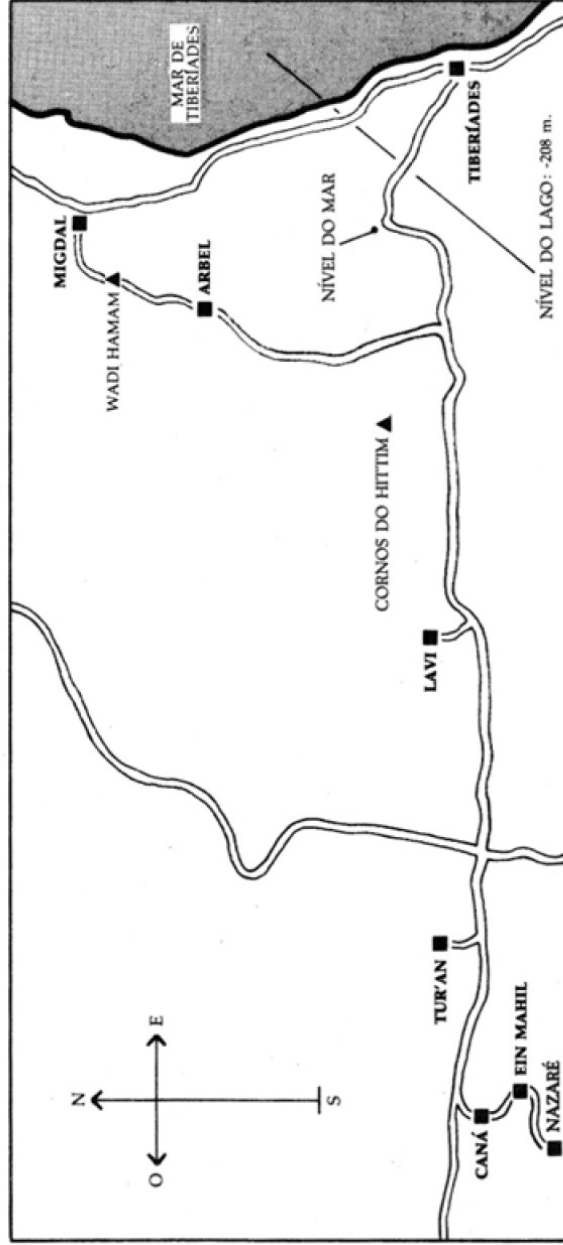 MAR DE
TIBERÍADES
MIGDAL
WADI HAMAM
ARBEL
NÍVEL DO MAR
TIBERÍADES
NÍVEL DO LAGO: -208 m.
CORNOS DO HITTIM
LAVI
TUR'AN
N
O
E
S
CANÁ
EIN MAHIL
NAZARÉ